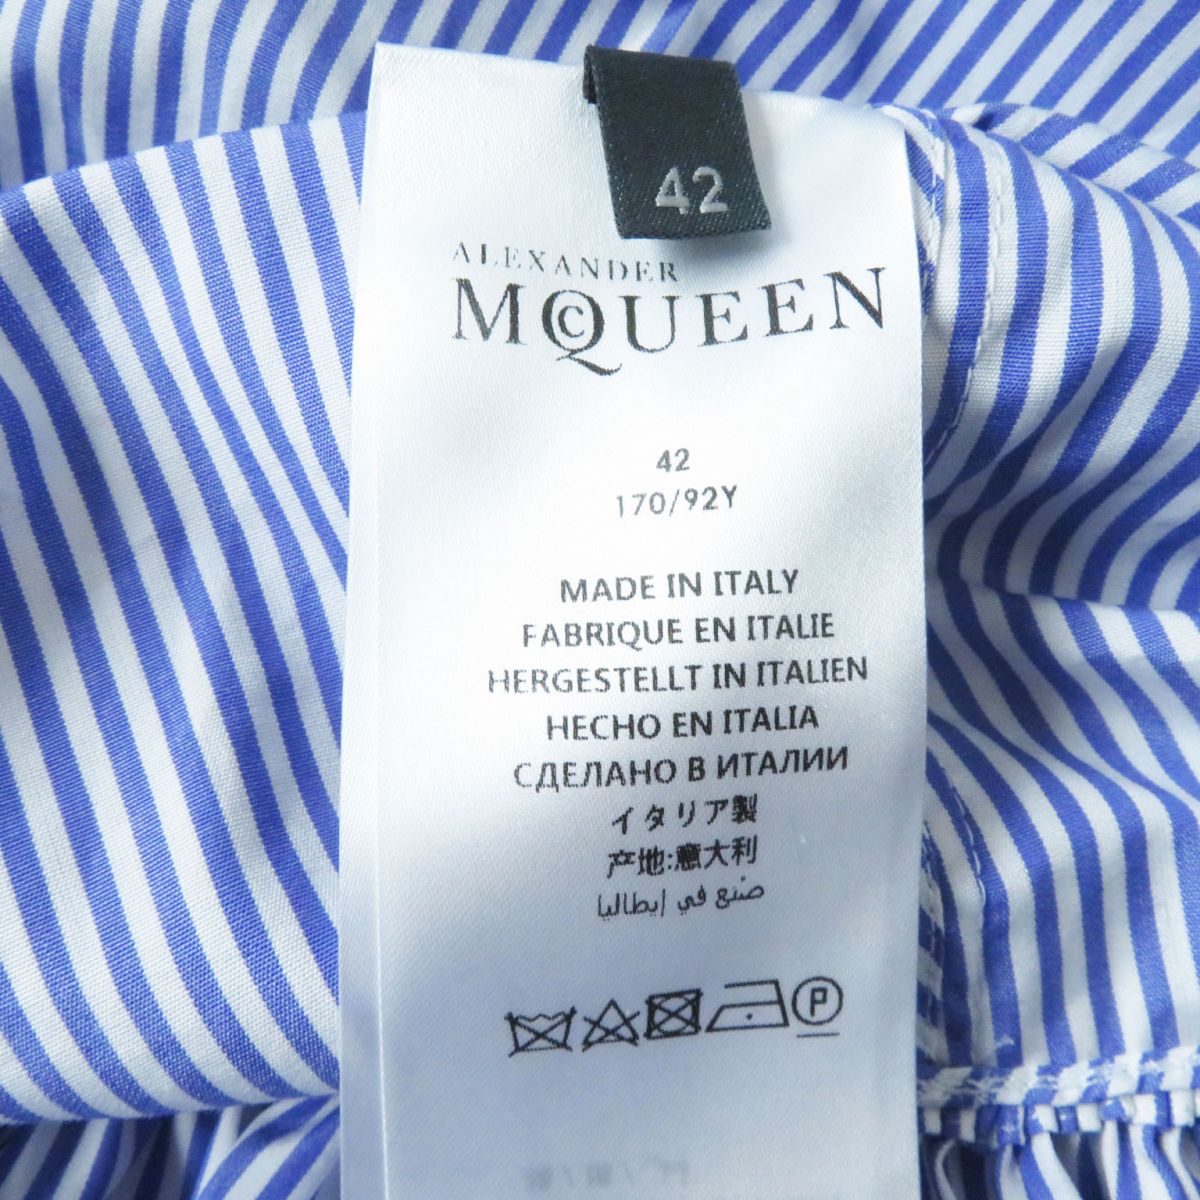 42
ALEXANDER
McQUEEN
42
170/92Y
MADE IN ITALY
FABRIQUE EN ITALIE
HERGESTELLT IN ITALIEN
HECHO EN ITALIA
СДЕЛАНО В ИТАЛИИ
イタリア製
产地:意大利
صنع في إيطاليا
P